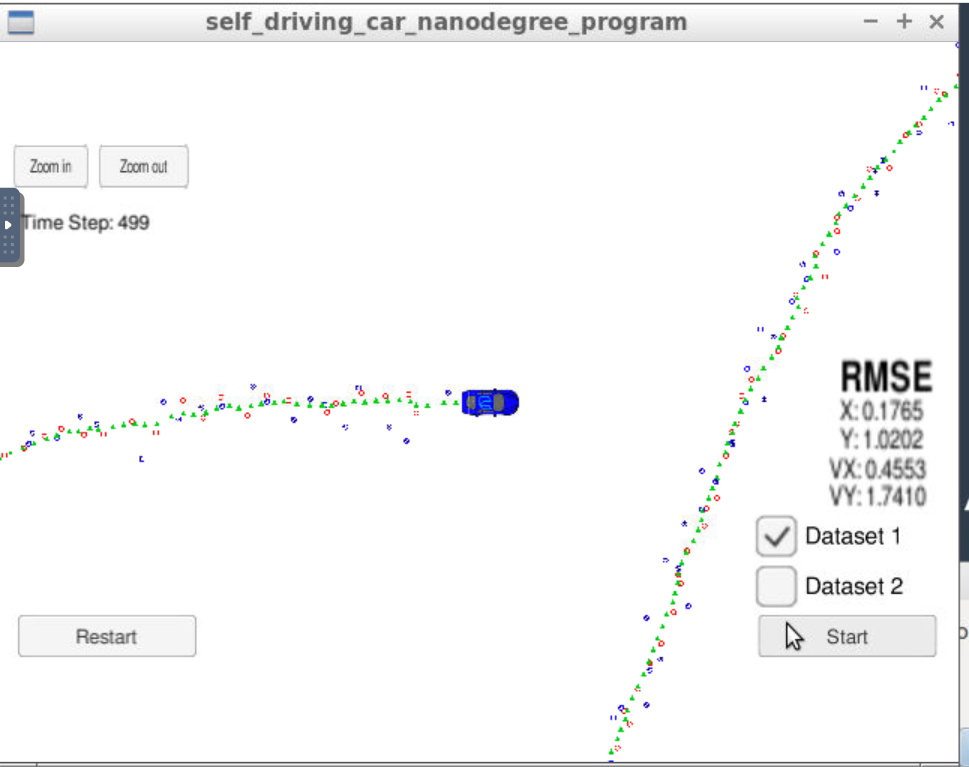 self_driving_car_nanodegree_program
Zoom in
Zoom out
Time Step: 499
RMSE
X: 0.1765
Y: 1.0202
VX: 0.4553
VY: 1.7410
Dataset 1
Dataset 2
Restart
Start